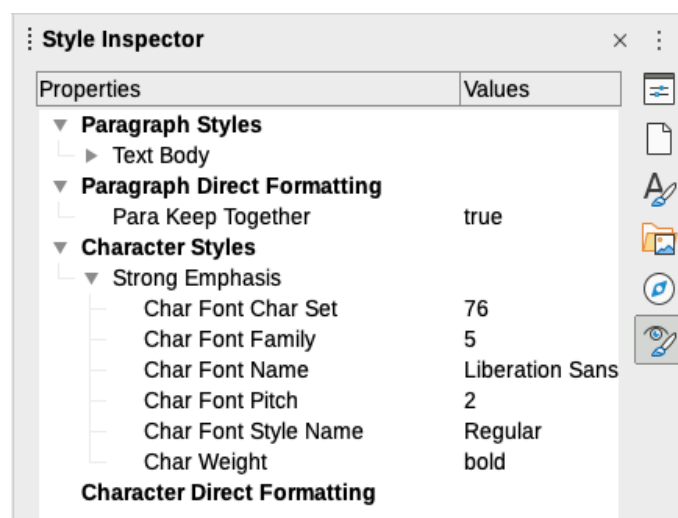 Style Inspector
Properties Values
Paragraph Styles
Text Body
Paragraph Direct Formatting
Para Keep Together true
Character Styles
Strong Emphasis
Char Font Char Set 76
Char Font Family 5
Char Font Name Liberation Sans
Char Font Pitch 2
Char Font Style Name Regular
Char Weight bold
Character Direct Formatting